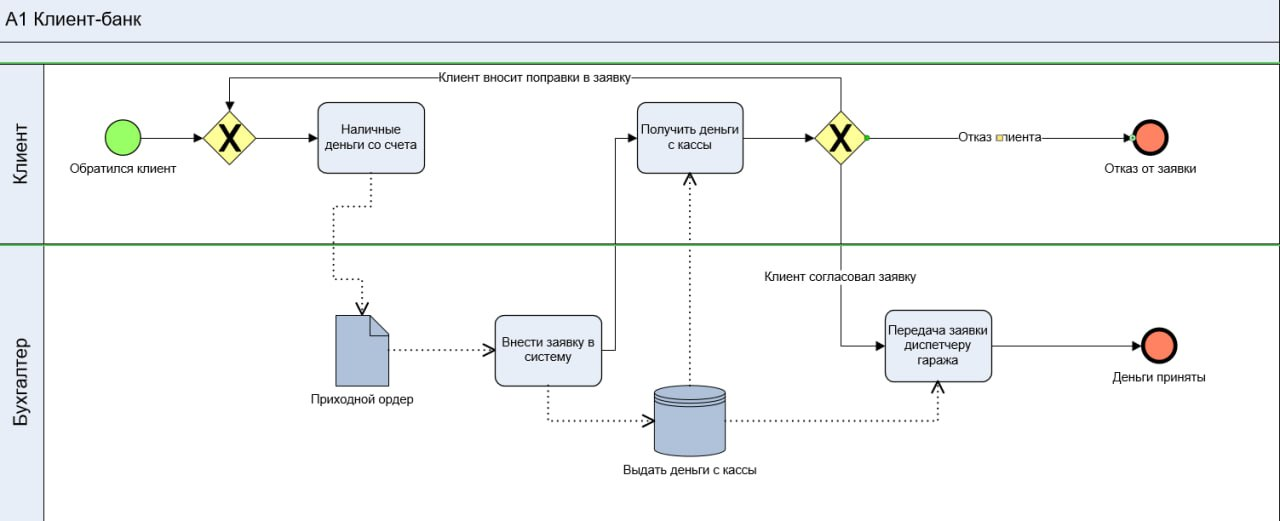 A1 Клиент-банк
Клиент
Клиент вносит поправки в заявку
Обратился клиент
X
Наличные
деньги со счета
Получить деньги
с кассы
X
Отказ клиента
Отказ от заявки
Бухгалтер
Клиент согласовал заявку
Приходной ордер
Внести заявку в
систему
Выдать деньги с кассы
Передача заявки
диспетчеру
гаража
Деньги приняты